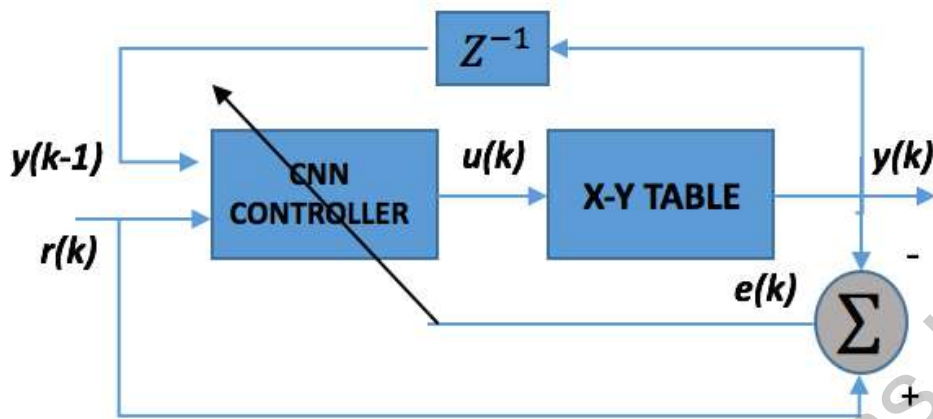 Z⁻¹
y(k-1)
CNN
CONTROLLER
u(k)
X-Y TABLE
y(k)
r(k)
-
e(k)
Σ
+